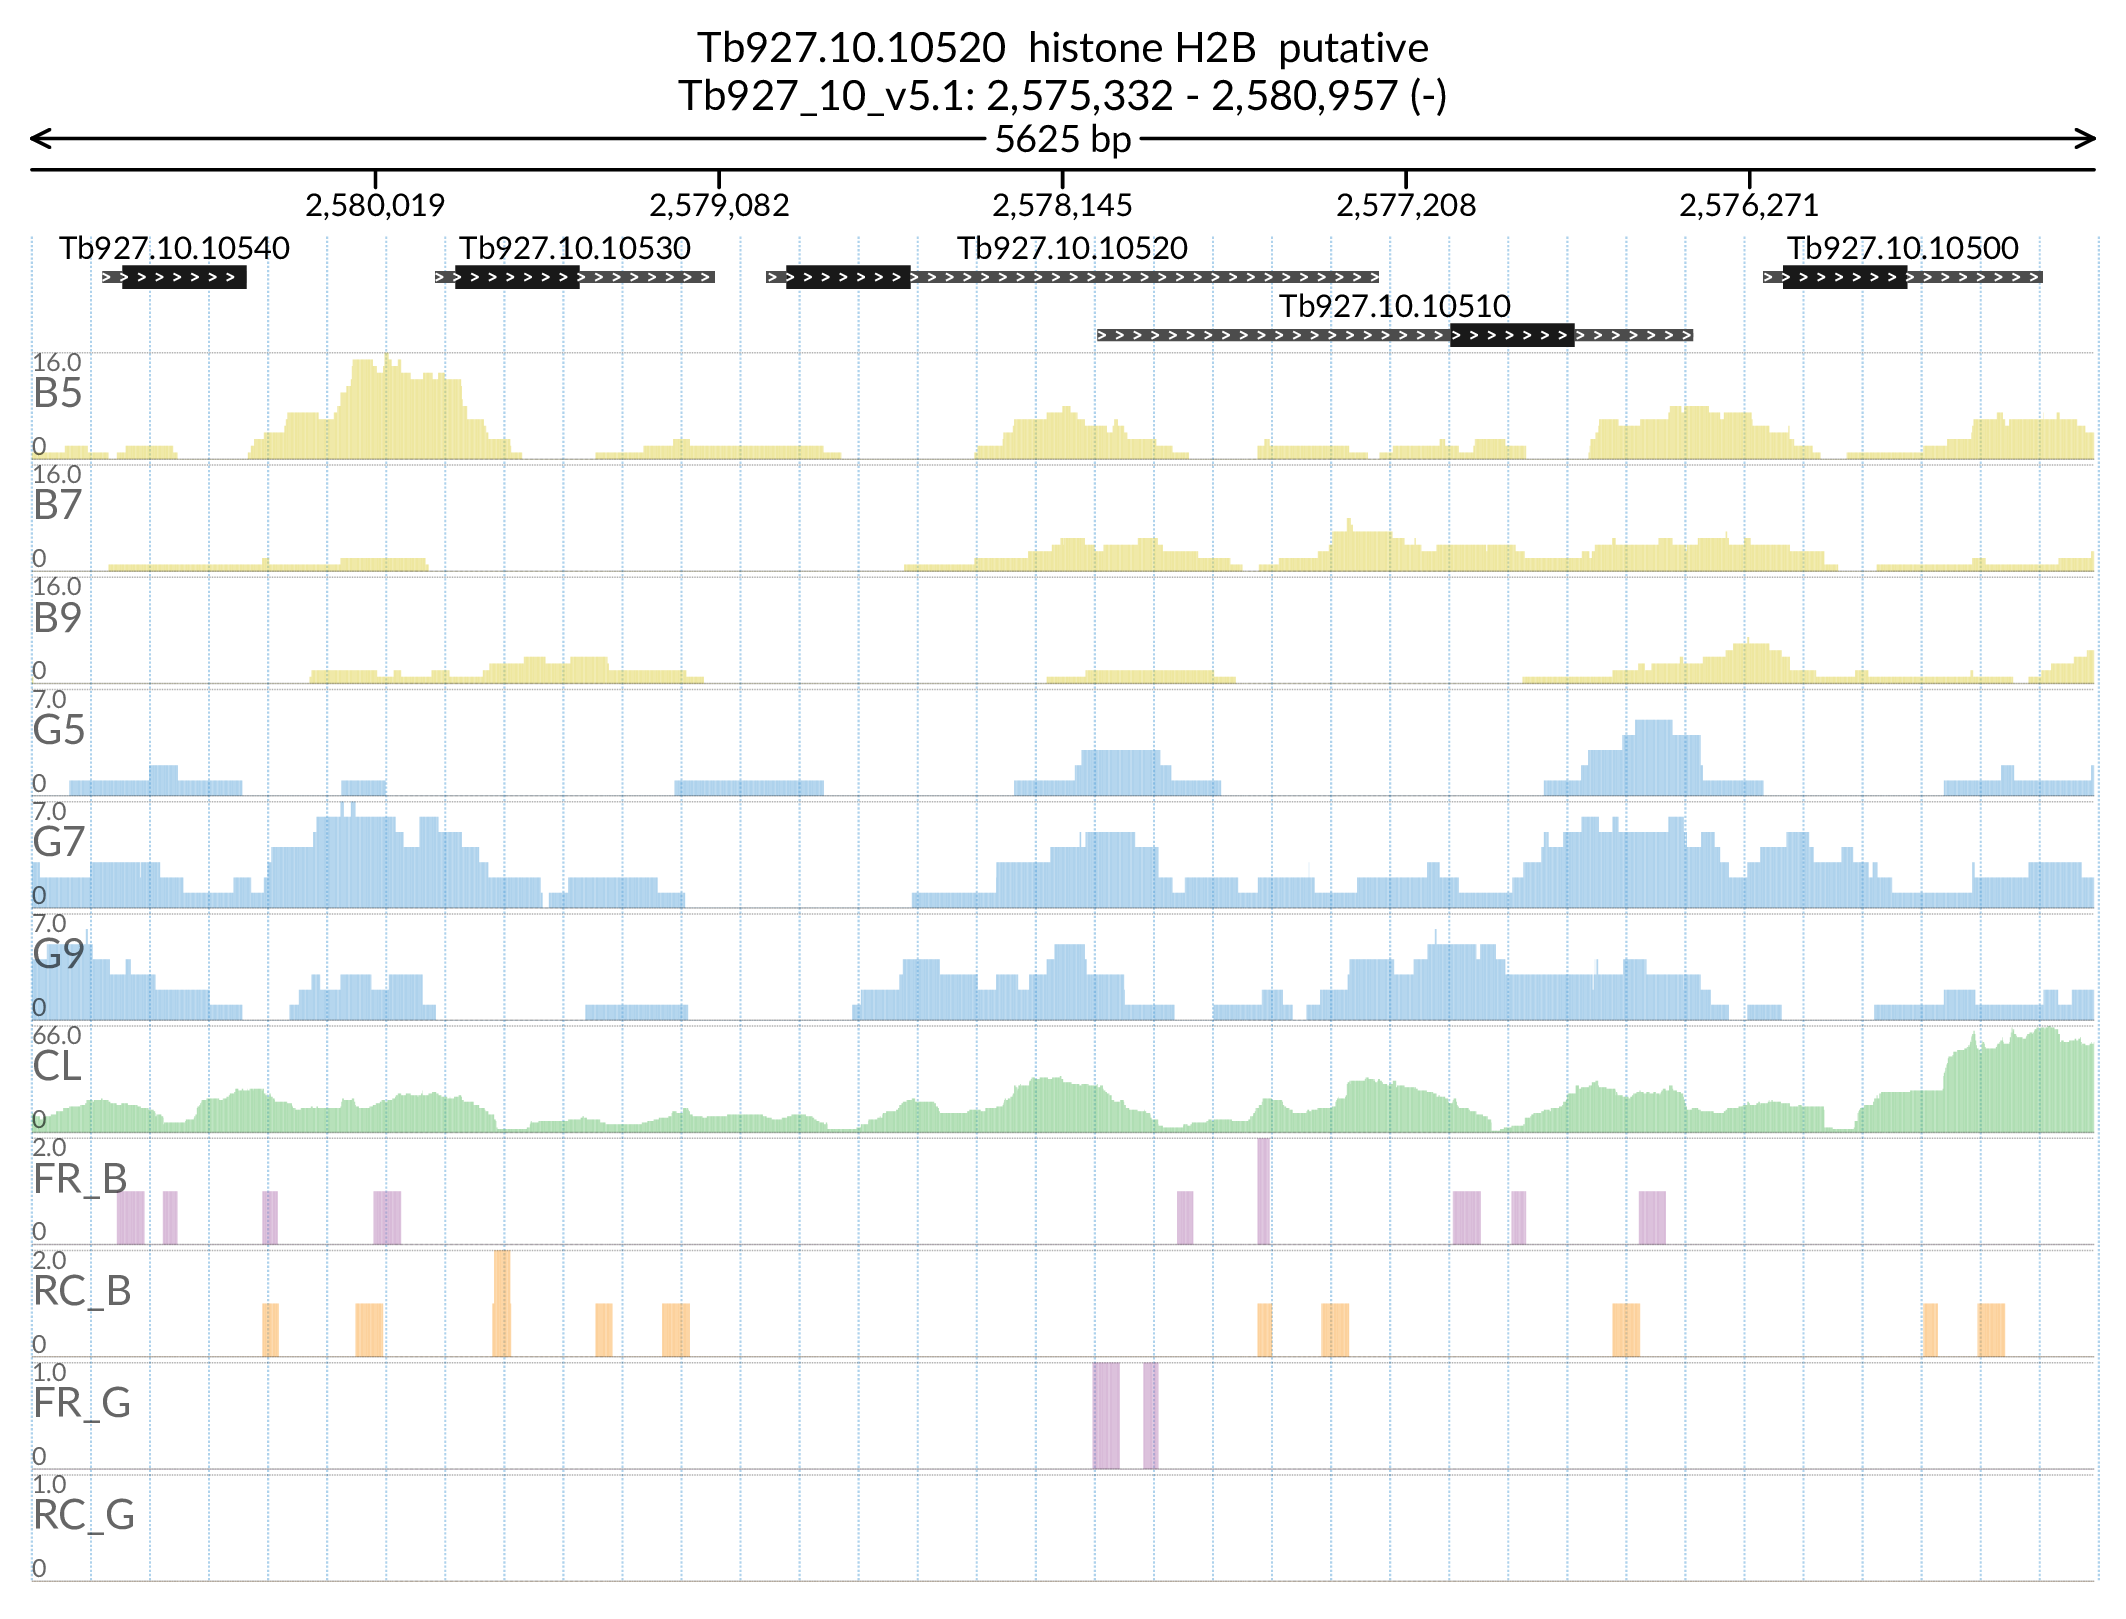 Tb927.10.10520  histone H2B  putative
Tb927_10_v5.1: 2,575,332 - 2,580,957 (-)
5625 bp
2,580,019 2,579,082 2,578,145 2,577,208 2,576,271
Tb927.10.10540 Tb927.10.10530 Tb927.10.10520 Tb927.10.10500
Tb927.10.10510
16.0
B5
0
16.0
B7
0
16.0
B9
0
7.0
G5
0
7.0
G7
0
7.0
G9
0
66.0
CL
0
2.0
FR_B
0
2.0
RC_B
0
1.0
FR_G
0
1.0
RC_G
0